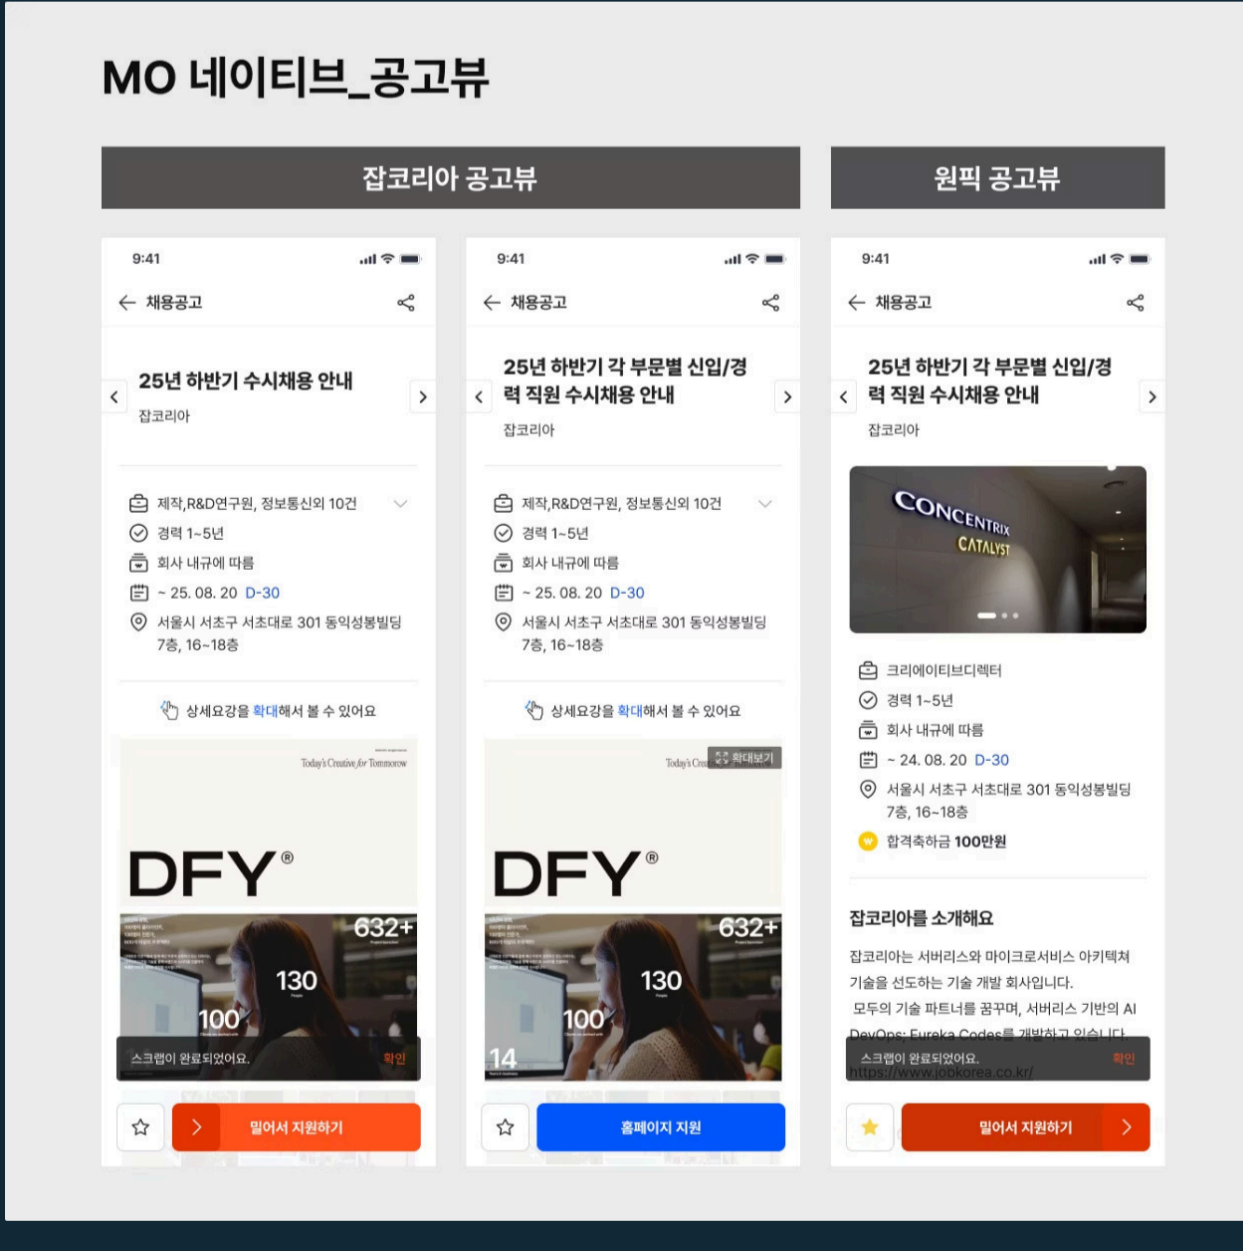 MO 네이티브_공고뷰
잡코리아 공고뷰
원픽 공고뷰
9:41
채용공고
25년 하반기 수시채용 안내
잡코리아
제작,R&D연구원, 정보통신외 10건
경력 1~5년
회사 내규에 따름
~ 25. 08. 20 D-30
서울시 서초구 서초대로 301 동익성봉빌딩
7층, 16~18층
상세요강을 확대해서 볼 수 있어요
Today's Creative for Tommorow
DFY®
632+
130
People
100
스크랩이 완료되었어요. 확인
밀어서 지원하기
9:41
채용공고
25년 하반기 각 부문별 신입/경
력 직원 수시채용 안내
잡코리아
제작,R&D연구원, 정보통신외 10건
경력 1~5년
회사 내규에 따름
~ 25. 08. 20 D-30
서울시 서초구 서초대로 301 동익성봉빌딩
7층, 16~18층
상세요강을 확대해서 볼 수 있어요
확대보기
DFY®
632+
130
People
100
14
홈페이지 지원
9:41
채용공고
25년 하반기 각 부문별 신입/경
력 직원 수시채용 안내
잡코리아
CONCENTRIX
CATALYST
크리에이티브디렉터
경력 1~5년
회사 내규에 따름
~ 24. 08. 20 D-30
서울시 서초구 서초대로 301 동익성봉빌딩
7층, 16~18층
합격축하금 100만원
잡코리아를 소개해요
잡코리아는 서버리스와 마이크로서비스 아키텍쳐
기술을 선도하는 기술 개발 회사입니다.
모두의 기술 파트너를 꿈꾸며, 서버리스 기반의 AI
DevOps; Eureka Codes를 개발하고 있습니다.
스크랩이 완료되었어요. 확인
https://www.jobkorea.co.kr/
밀어서 지원하기